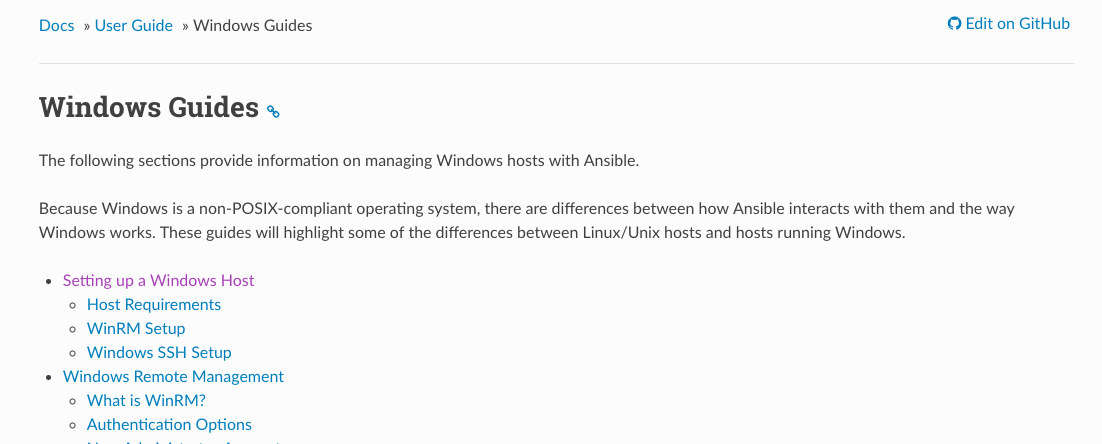 Docs » User Guide » Windows Guides
Edit on GitHub
Windows Guides
The following sections provide information on managing Windows hosts with Ansible.
Because Windows is a non-POSIX-compliant operating system, there are differences between how Ansible interacts with them and the way
Windows works. These guides will highlight some of the differences between Linux/Unix hosts and hosts running Windows.
Setting up a Windows Host
Host Requirements
WinRM Setup
Windows SSH Setup
Windows Remote Management
What is WinRM?
Authentication Options